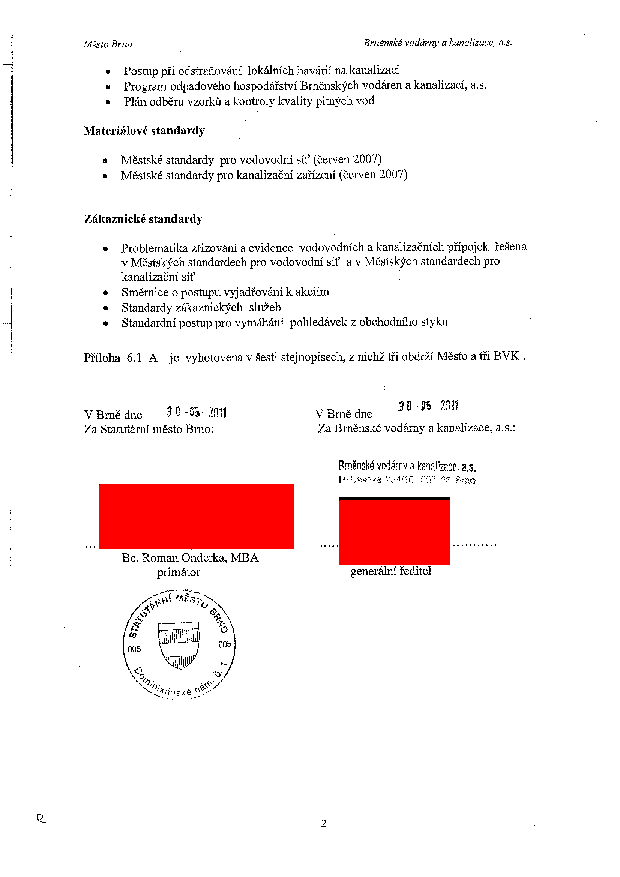 Město Brno Brněnské vodárny a kanalizace, a.s.
• Postup při odstraňování lokálních havárií na kanalizaci
• Program odpadového hospodářství Brněnských vodáren a kanalizací, a.s.
• Plán odběru vzorků a kontroly kvality pitných vod
Materiálové standardy
• Městské standardy pro vodovodní síť (červen 2007)
• Městské standardy pro kanalizační zařízení (červen 2007)
Zákaznické standardy
• Problematika zřizování a evidence vodovodních a kanalizačních přípojek řešena
v Městských standardech pro vodovodní síť a v Městských standardech pro
kanalizační síť
• Směrnice o postupu vyjadřování k akcím
• Standardy zákaznických služeb
• Standardní postup pro vymáhání pohledávek z obchodního styku
Příloha 6.1 A je vyhotovena v šesti stejnopisech, z nichž tři obdrží Město a tři BVK .
V Brně dne 30 -05- 2011 V Brně dne 30 -05- 2011
Za Statutární město Brno: Za Brněnské vodárny a kanalizace, a.s.:
Brněnské vodárny a kanalizace, a.s.
Brno
Bc. Roman Onderka, MBA
primátor generální ředitel
STATUTÁRNÍ MĚSTO BRNO
005 005
Dominikánské nám. č. 1
2